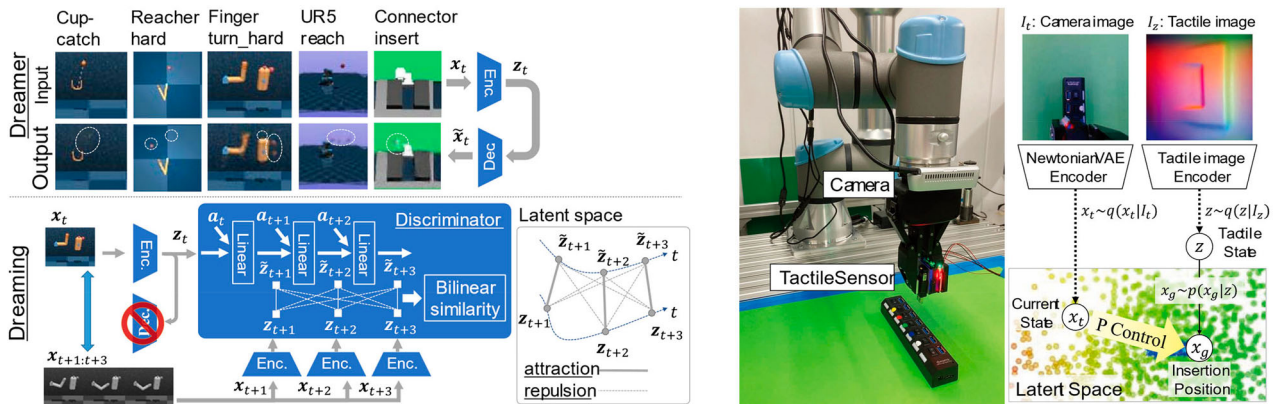 Cup-
catch
Reacher
hard
Finger
turn_hard
UR5
reach
Connector
insert
Dreamer
Input
Output
x_t
Enc.
z_t
x̃_t
Dec
Dreaming
x_t
Enc.
z_t
a_t
a_{t+1}
a_{t+2}
Discriminator
Linear
Linear
Linear
z̃_{t+1}
z̃_{t+2}
z̃_{t+3}
Bilinear
similarity
z_{t+1}
z_{t+2}
z_{t+3}
Enc.
Enc.
Enc.
x_{t+1:t+3}
x_{t+1}
x_{t+2}
x_{t+3}
Latent space
z̃_{t+1}
z̃_{t+2}
z̃_{t+3}
t
t
z_{t+1}
z_{t+2}
z_{t+3}
attraction
repulsion
Camera
TactileSensor
I_t: Camera image
I_z: Tactile image
NewtonianVAE
Encoder
Tactile image
Encoder
x_t~q(x_t|I_t)
z~q(z|I_z)
Tactile
State
z
x_g~p(x_g|z)
Current
State
x_t
P Control
x_g
Insertion
Position
Latent Space